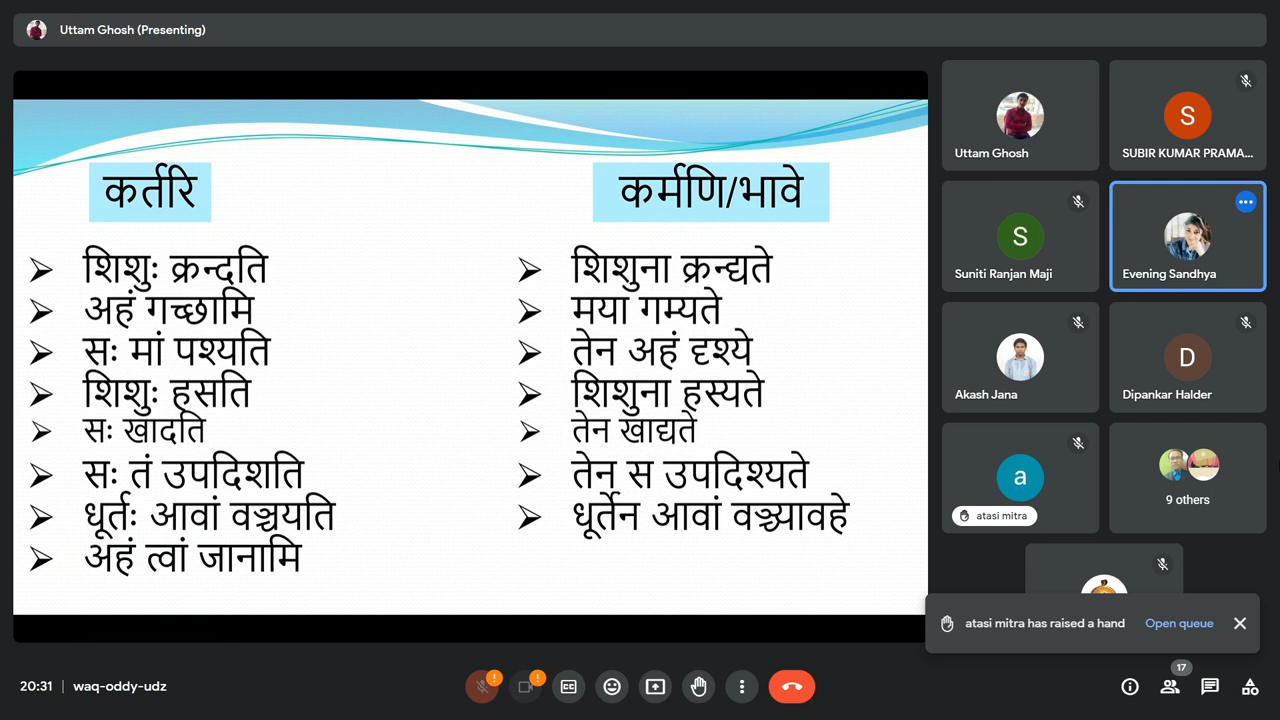 Uttam Ghosh (Presenting)
कर्तरि
शिशुः क्रन्दति
अहं गच्छामि
सः मां पश्यति
शिशुः हसति
सः खादति
सः तं उपदिशति
धूर्तः आवां वञ्चयति
अहं त्वां जानामि
कर्मणि/भावे
शिशुना क्रन्द्यते
मया गम्यते
तेन अहं दृश्ये
शिशुना हस्यते
तेन खाद्यते
तेन स उपदिश्यते
धूर्तेन आवां वञ्च्यावहे
Uttam Ghosh
S
SUBIR KUMAR PRAMA...
S
Suniti Ranjan Maji
Evening Sandhya
Akash Jana
D
Dipankar Halder
a
atasi mitra
9 others
atasi mitra has raised a hand Open queue
20:31 | waq-oddy-udz
17